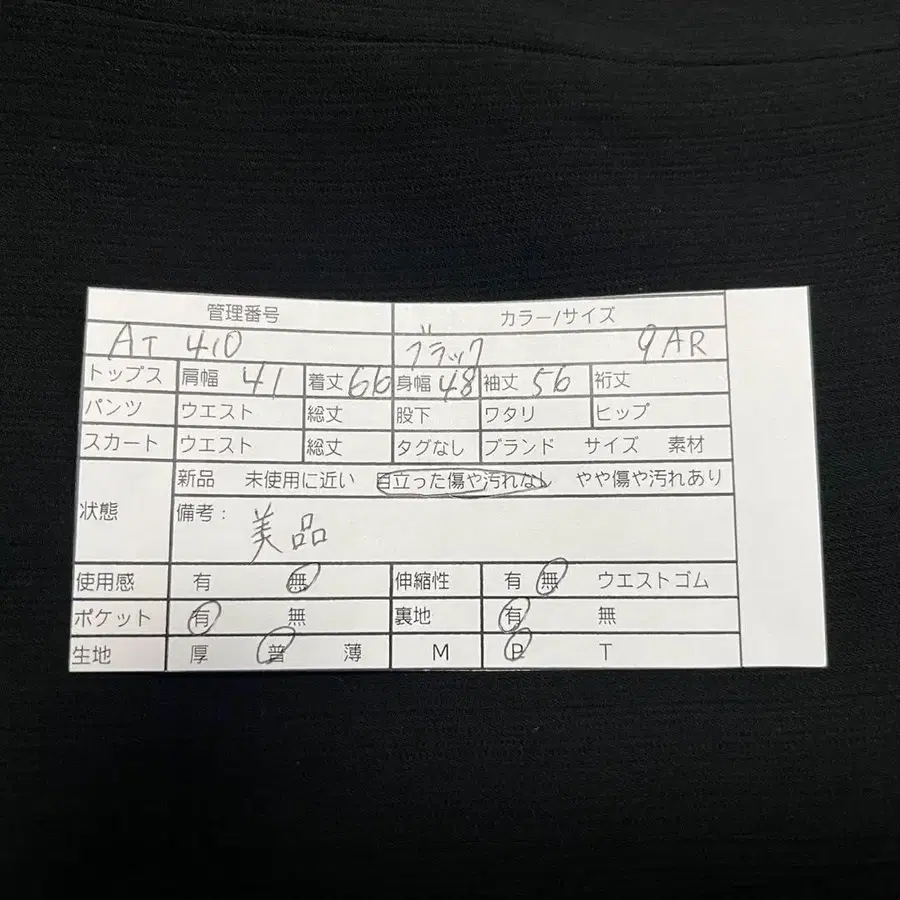 管理番号 カラー/サイズ
AT 410 ブラック 9AR
トップス 肩幅 41 着丈 66 身幅 48 袖丈 56 裄丈
パンツ ウエスト 総丈 股下 ワタリ ヒップ
スカート ウエスト 総丈 タグなし ブランド サイズ 素材
状態 新品 未使用に近い 目立った傷や汚れなし やや傷や汚れあり
備考： 美品
使用感 有 無 伸縮性 有 無 ウエストゴム
ポケット 有 無 裏地 有 無
生地 厚 普 薄 M P T